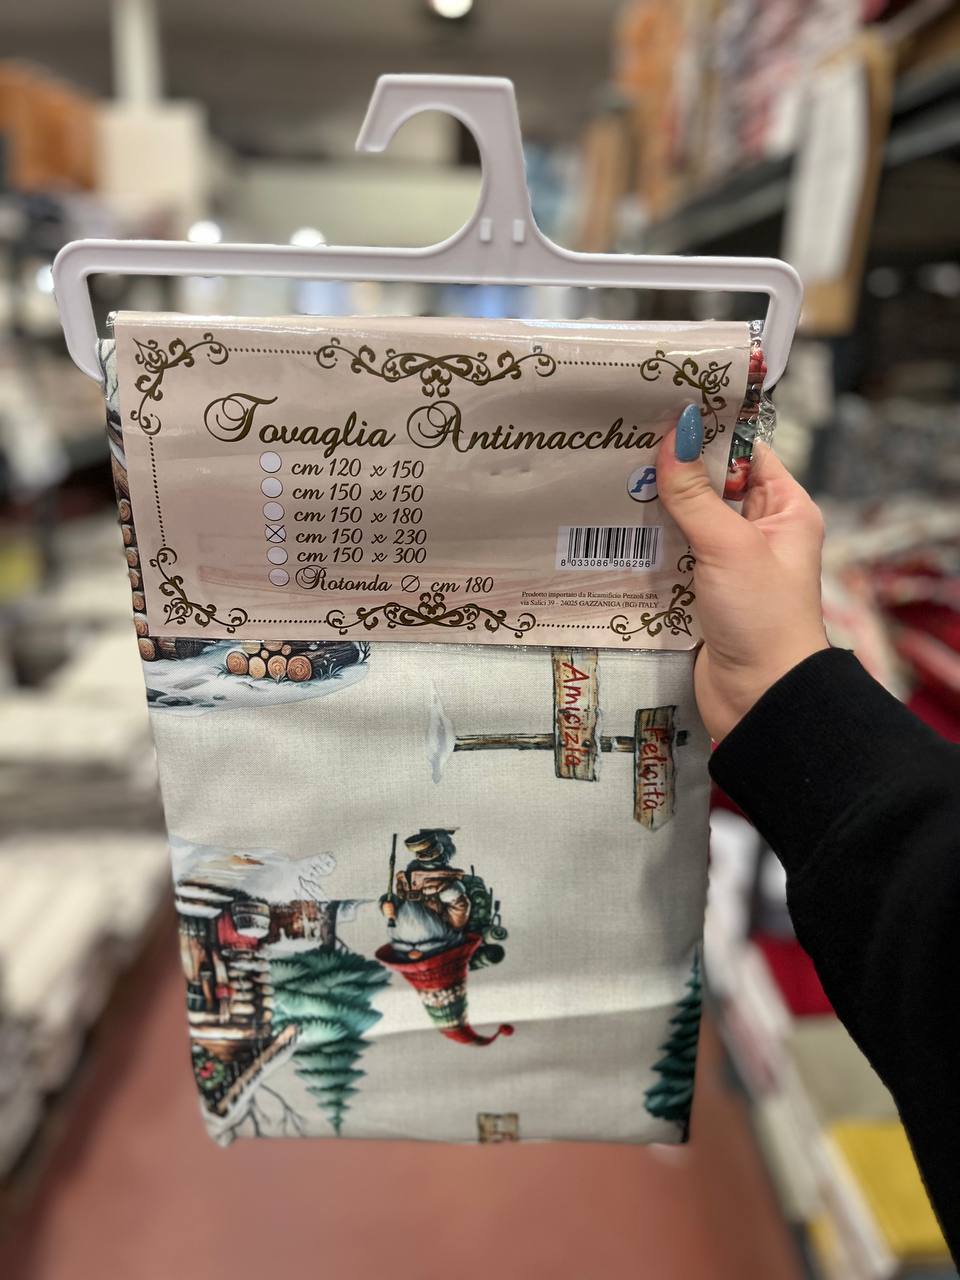 Tovaglia Antimacchia
cm 120 x 150
cm 150 x 150
cm 150 x 180
cm 150 x 230
cm 150 x 300
Rotonda Ø cm 180
P
8 033086 906296
Prodotto importato da Ricamificio Pezzoli SPA
via Salici 39 - 24025 GAZZANIGA (BG) ITALY
Amicizia
Felicità